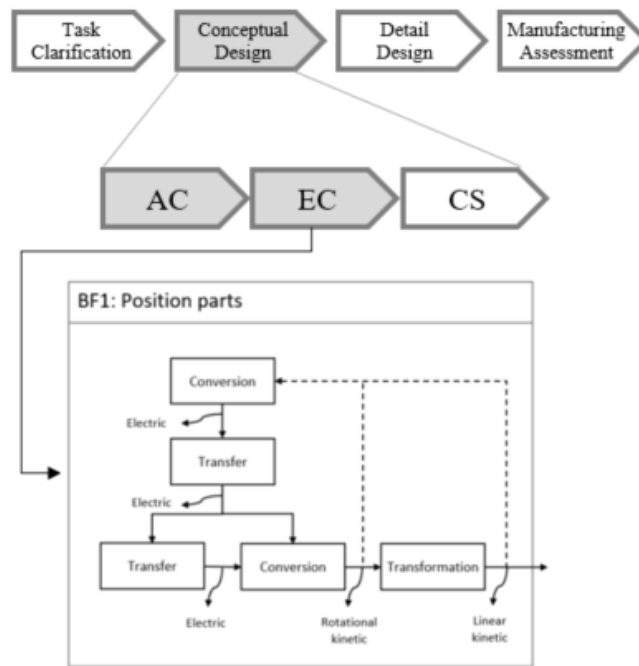 Task
Clarification
Conceptual
Design
Detail
Design
Manufacturing
Assessment
AC
EC
CS
BF1: Position parts
Conversion
Electric
Transfer
Electric
Transfer
Conversion
Transformation
Electric
Rotational
kinetic
Linear
kinetic